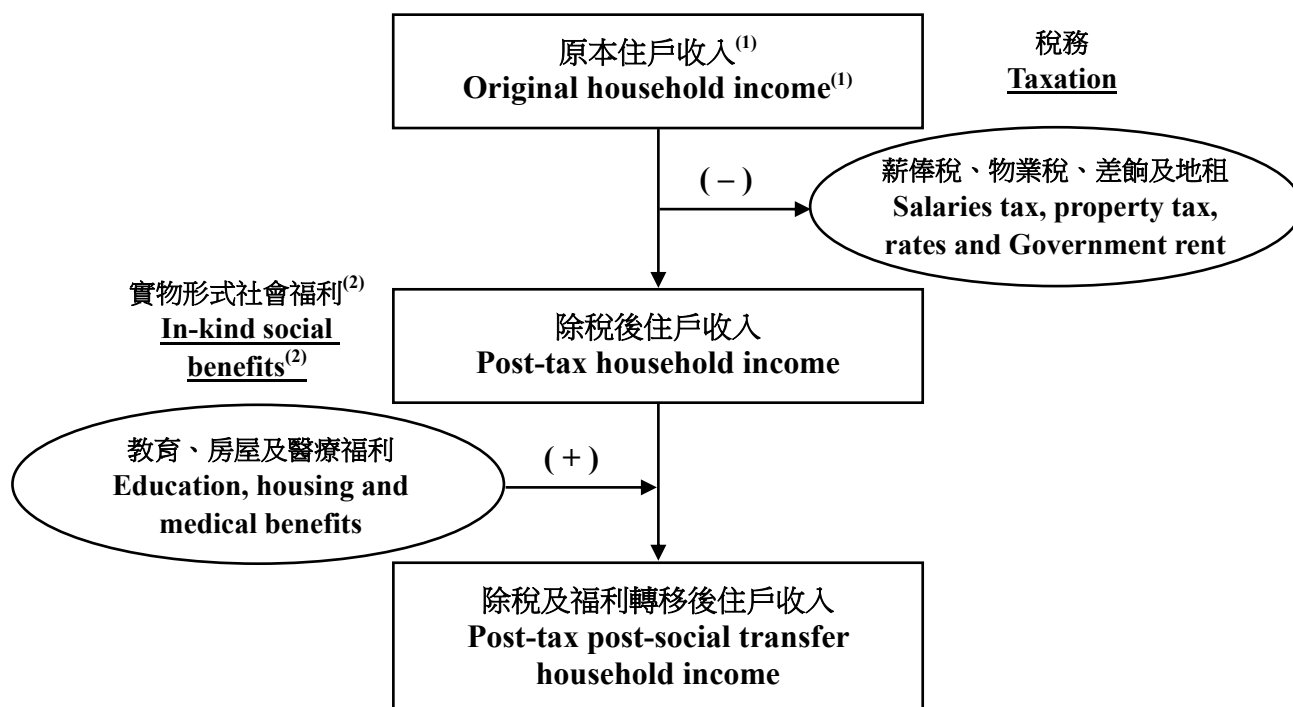 原本住戶收入(1)
Original household income(1)
稅務
Taxation
( – )
薪俸稅、物業稅、差餉及地租
Salaries tax, property tax,
rates and Government rent
實物形式社會福利(2)
In-kind social
benefits(2)
除稅後住戶收入
Post-tax household income
教育、房屋及醫療福利
Education, housing and
medical benefits
( + )
除稅及福利轉移後住戶收入
Post-tax post-social transfer
household income